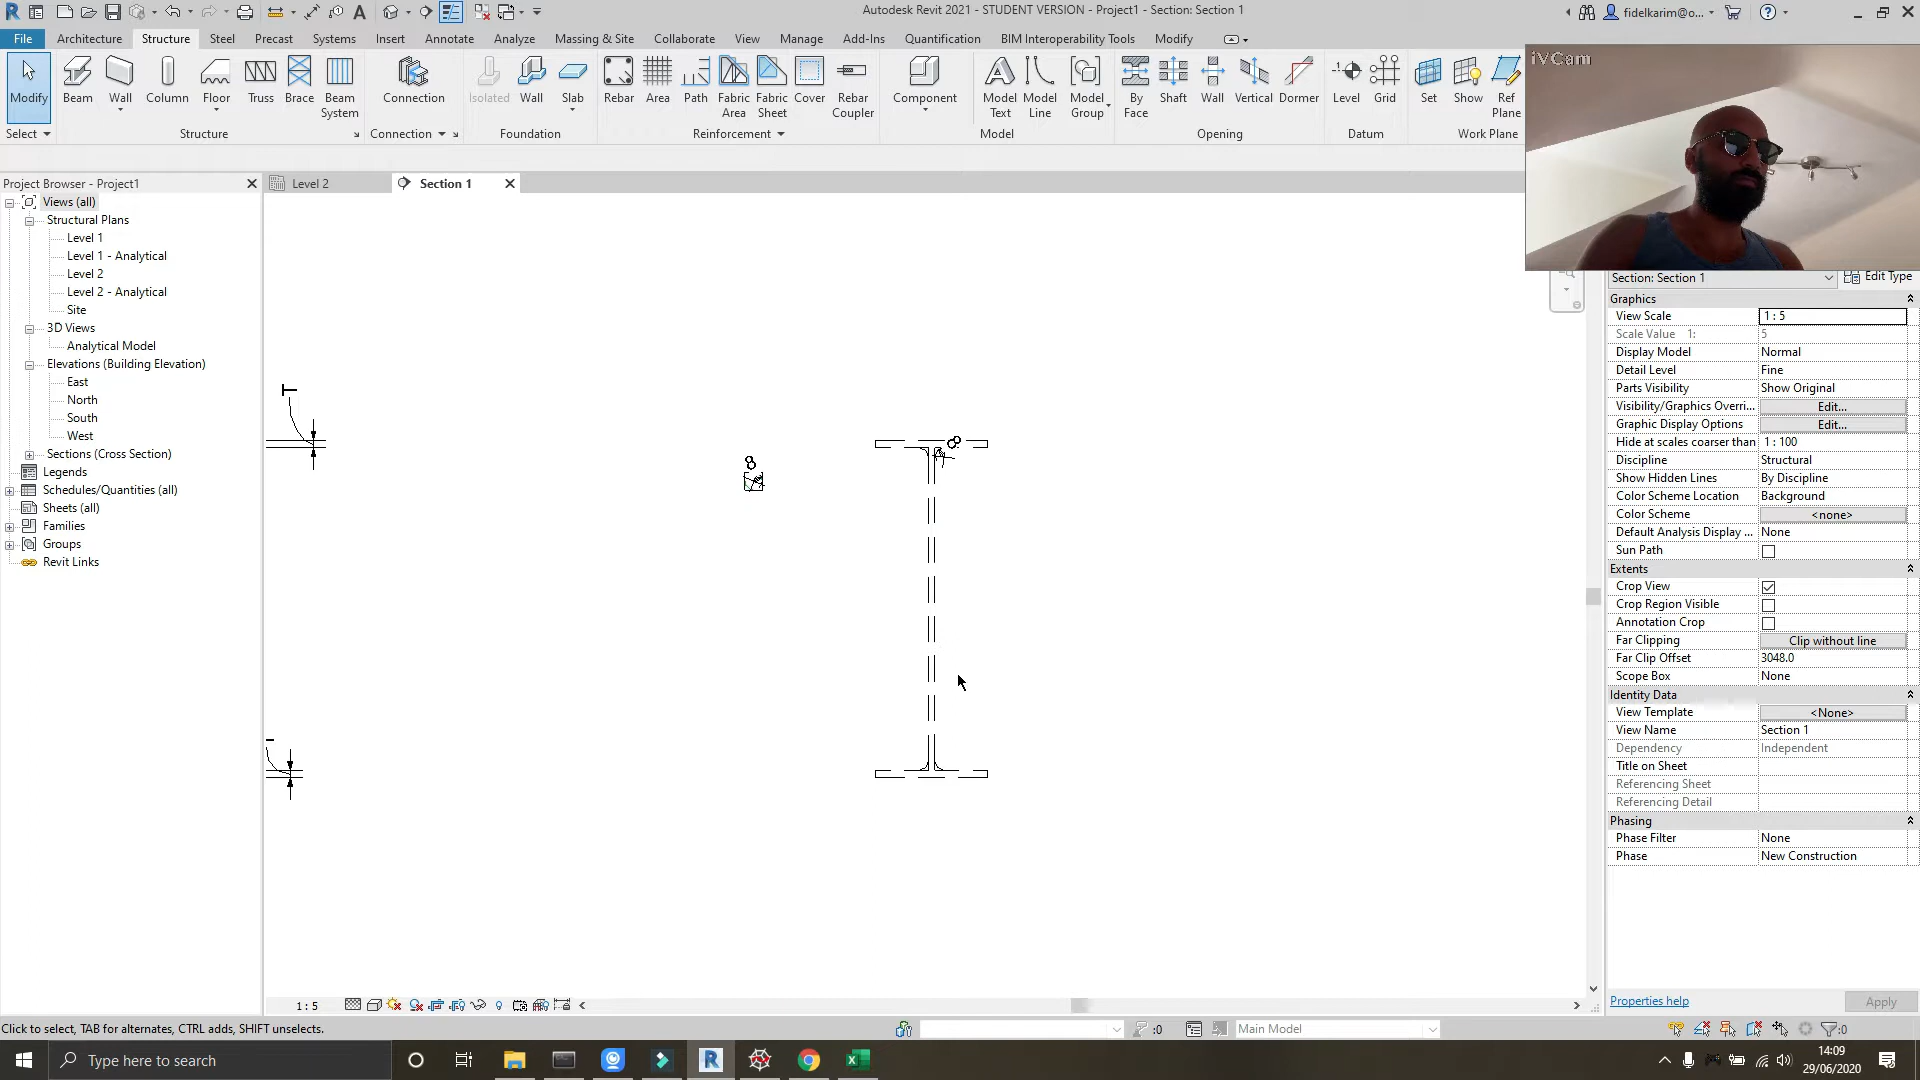 Autodesk Revit 2021 - STUDENT VERSION - Project1 - Section: Section 1
fidelkarim@o...
File Architecture Structure Steel Precast Systems Insert Annotate Analyze Massing & Site Collaborate View Manage Add-Ins Quantification BIM Interoperability Tools Modify
Modify Beam Wall Column Floor Truss Brace Beam System Connection Isolated Wall Slab Rebar Area Path Fabric Area Fabric Sheet Cover Rebar Coupler Component Model Text Model Line Model Group By Face Shaft Wall Vertical Dormer Level Grid Set Show Ref Plane
Select Structure Connection Foundation Reinforcement Model Opening Datum Work Plane
iVCam
Project Browser - Project1
Level 2
Section 1
Views (all)
Structural Plans
Level 1
Level 1 - Analytical
Level 2
Level 2 - Analytical
Site
3D Views
Analytical Model
Elevations (Building Elevation)
East
North
South
West
Sections (Cross Section)
Legends
Schedules/Quantities (all)
Sheets (all)
Families
Groups
Revit Links
8
8
Section: Section 1 Edit Type
Graphics
View Scale 1 : 5
Scale Value 1: 5
Display Model Normal
Detail Level Fine
Parts Visibility Show Original
Visibility/Graphics Overri... Edit...
Graphic Display Options Edit...
Hide at scales coarser than 1 : 100
Discipline Structural
Show Hidden Lines By Discipline
Color Scheme Location Background
Color Scheme <none>
Default Analysis Display ... None
Sun Path
Extents
Crop View
Crop Region Visible
Annotation Crop
Far Clipping Clip without line
Far Clip Offset 3048.0
Scope Box None
Identity Data
View Template <None>
View Name Section 1
Dependency Independent
Title on Sheet
Referencing Sheet
Referencing Detail
Phasing
Phase Filter None
Phase New Construction
Properties help Apply
1 : 5
Click to select, TAB for alternates, CTRL adds, SHIFT unselects.
:0
Main Model
:0
Type here to search
14:09
29/06/2020